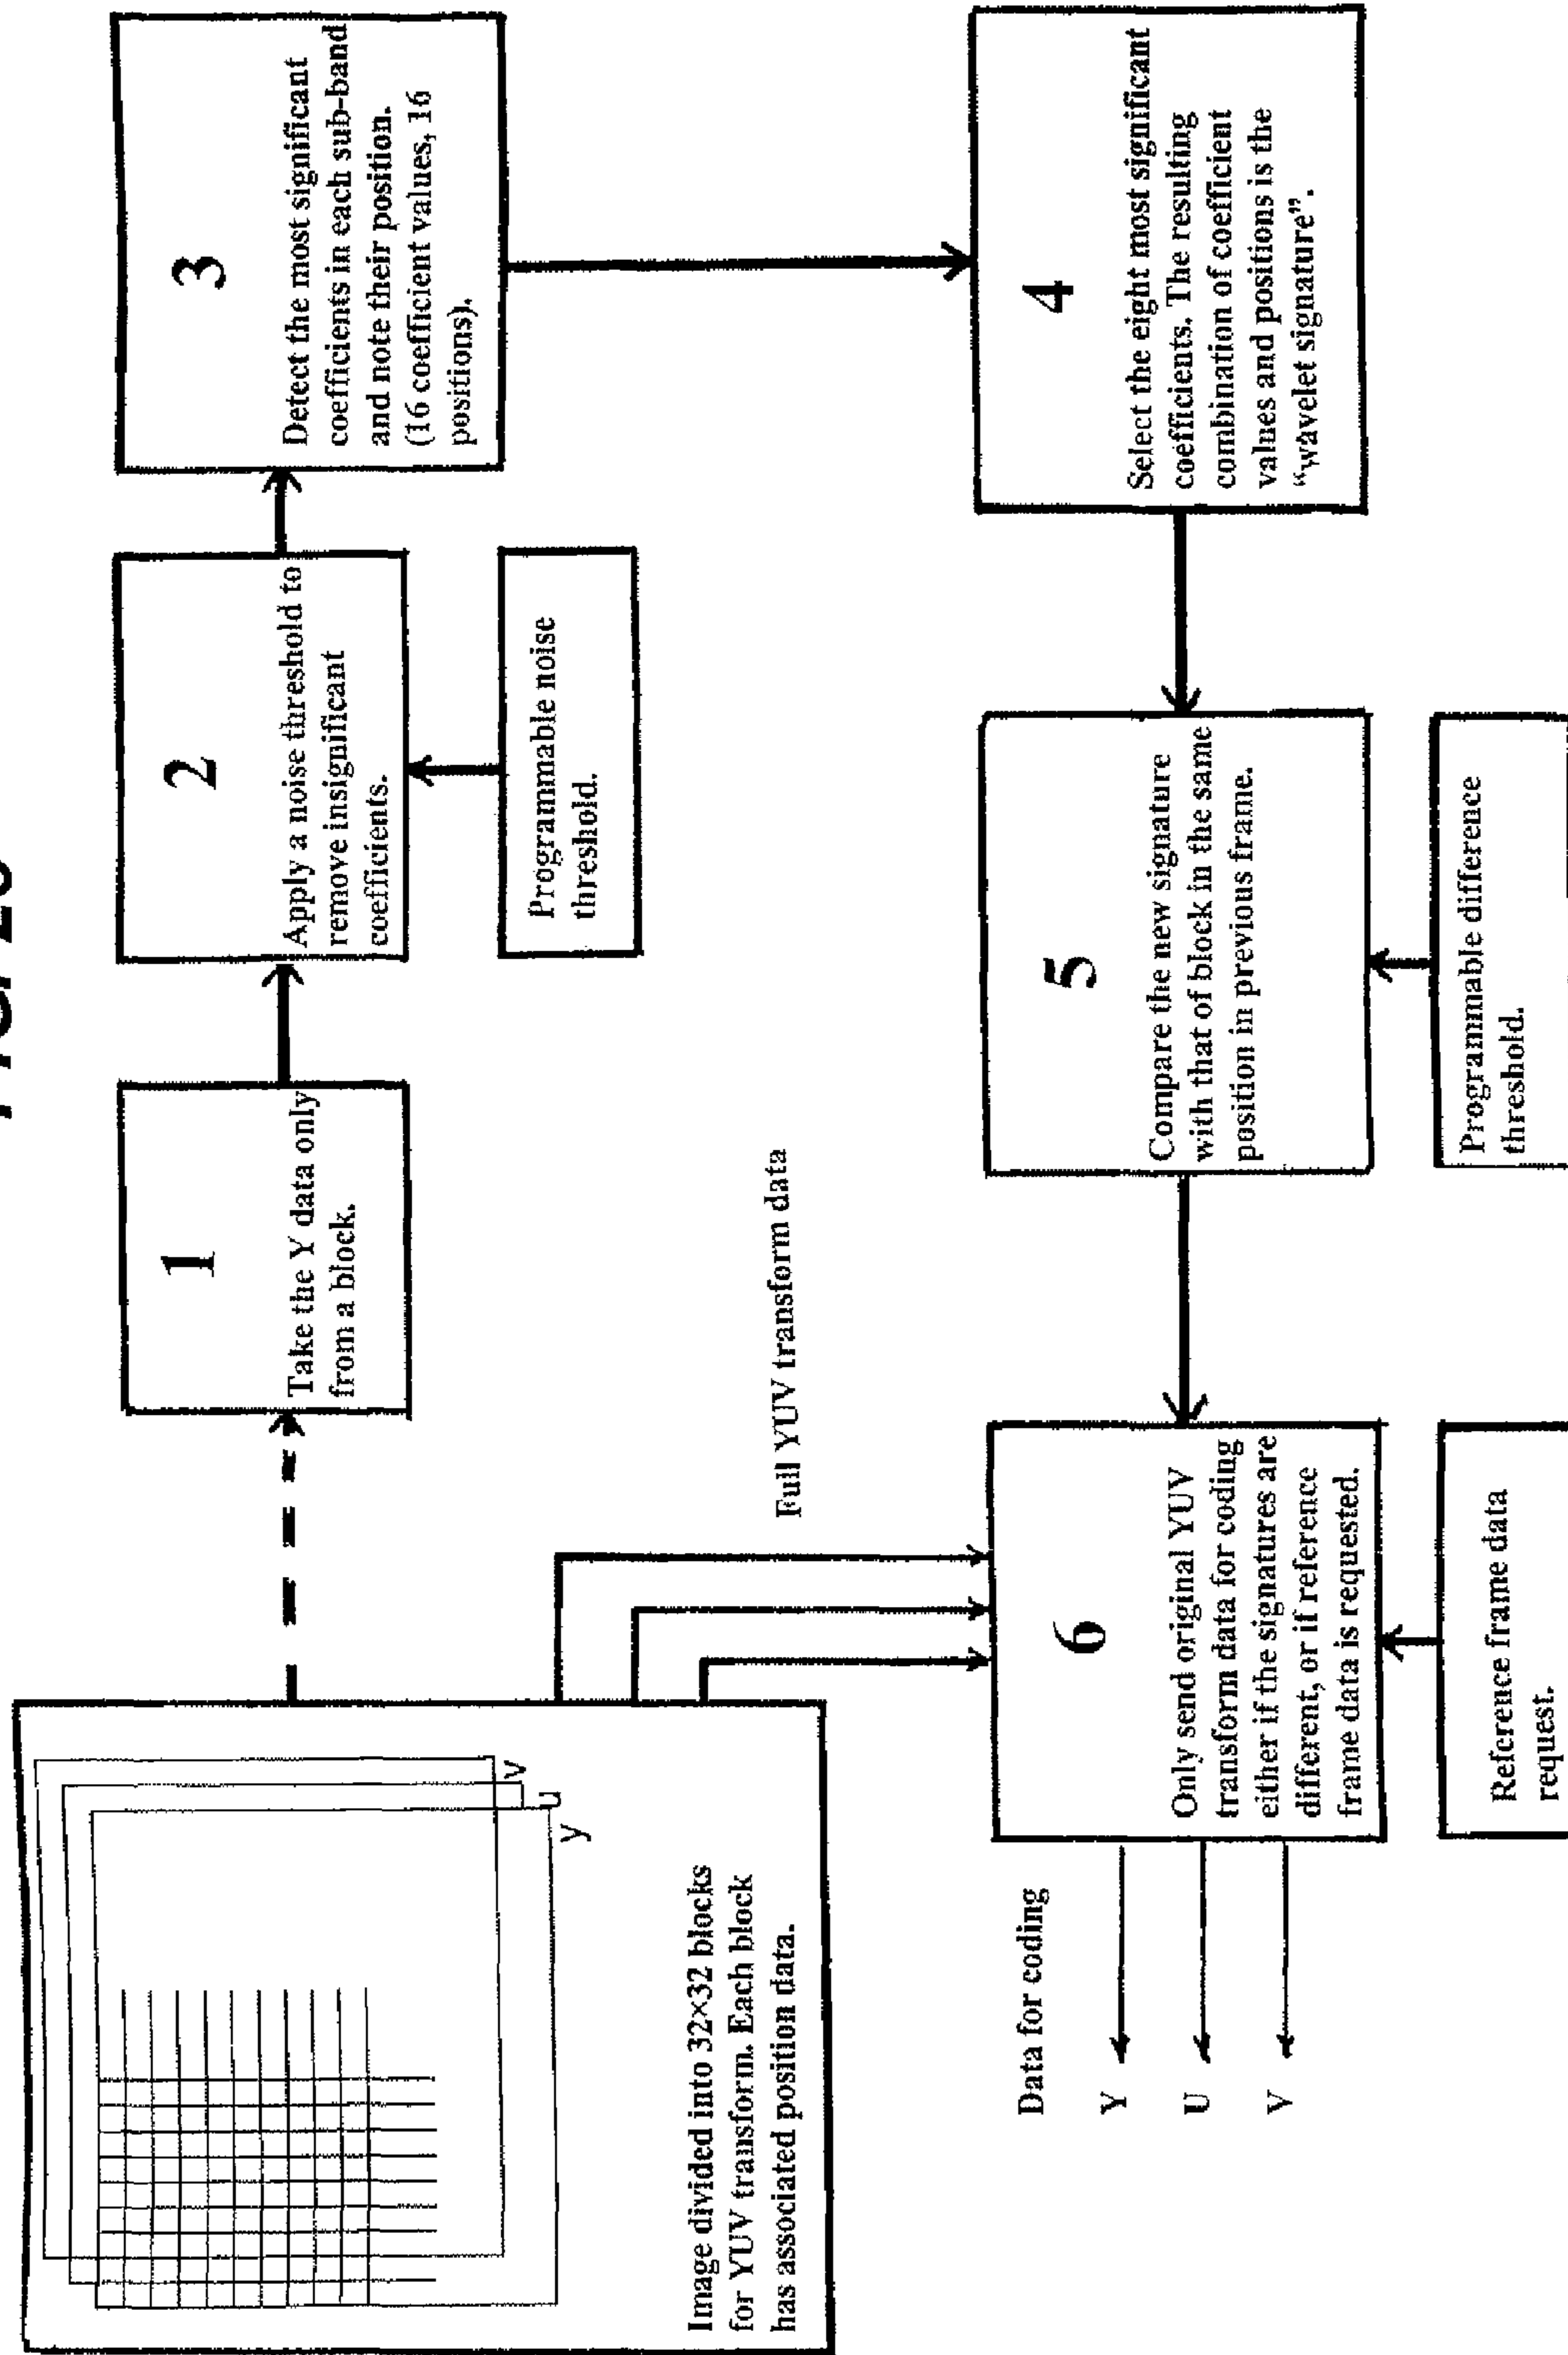 v
u
y
Image divided into 32×32 blocks
for YUV transform. Each block
has associated position data.
1
Take the Y data only
from a block.
2
Apply a noise threshold to
remove insignificant
coefficients.
Programmable noise
threshold.
3
Detect the most significant
coefficients in each sub-band
and note their position.
(16 coefficient values, 16
positions).
4
Select the eight most significant
coefficients. The resulting
combination of coefficient
values and positions is the
“wavelet signature”.
5
Compare the new signature
with that of block in the same
position in previous frame.
Programmable difference
threshold.
Full YUV transform data
6
Only send original YUV
transform data for coding
either if the signatures are
different, or if reference
frame data is requested.
Reference frame data
request.
Data for coding
Y
U
V